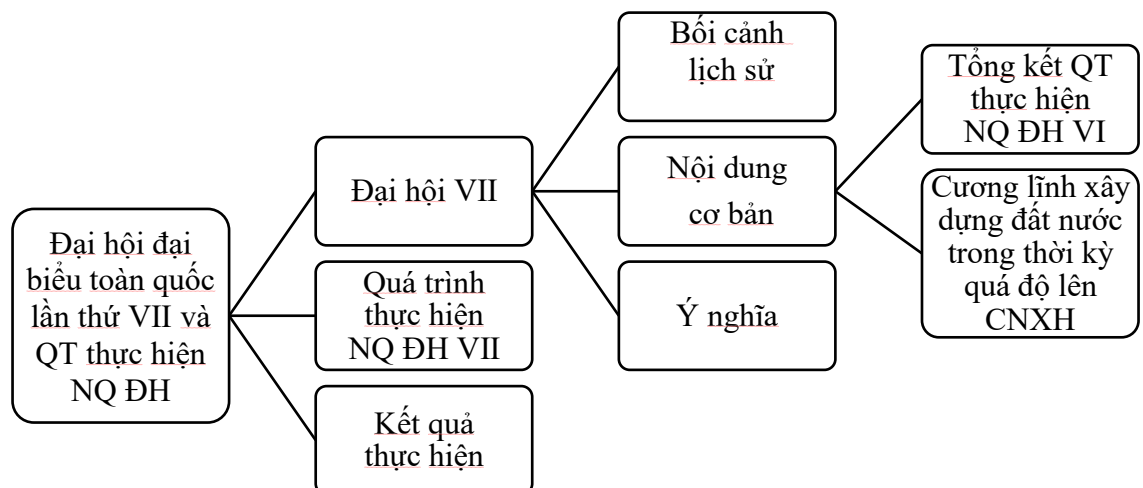 Đại hội đại
biểu toàn quốc
lần thứ VII và
QT thực hiện
NQ ĐH
Đại hội VII
Quá trình
thực hiện
NQ ĐH VII
Kết quả
thực hiện
Bối cảnh
lịch sử
Nội dung
cơ bản
Ý nghĩa
Tổng kết QT
thực hiện
NQ ĐH VI
Cương lĩnh xây
dựng đất nước
trong thời kỳ
quá độ lên
CNXH